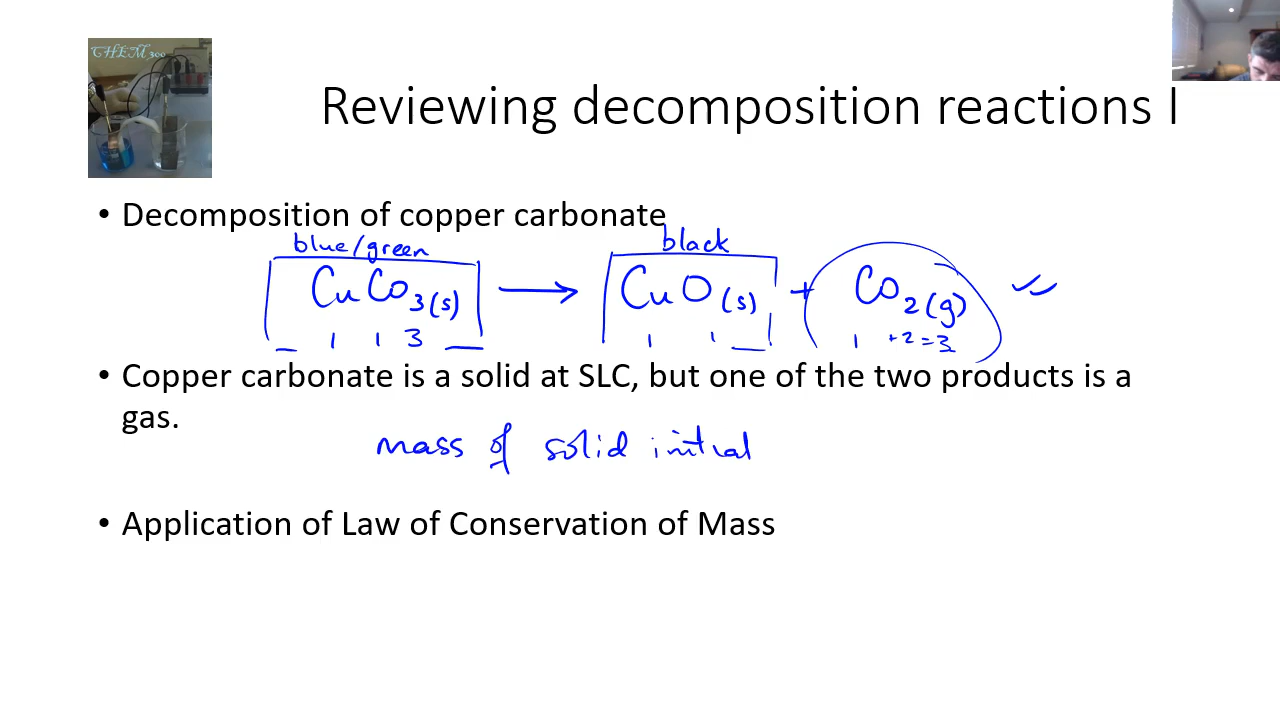 CHEM300
Reviewing decomposition reactions I
• Decomposition of copper carbonate
blue/green black
CuCo3(s) → CuO(s) + Co2(g)
1 1 3 1 1 1 +2=3
• Copper carbonate is a solid at SLC, but one of the two products is a
gas.
mass of solid initial
• Application of Law of Conservation of Mass